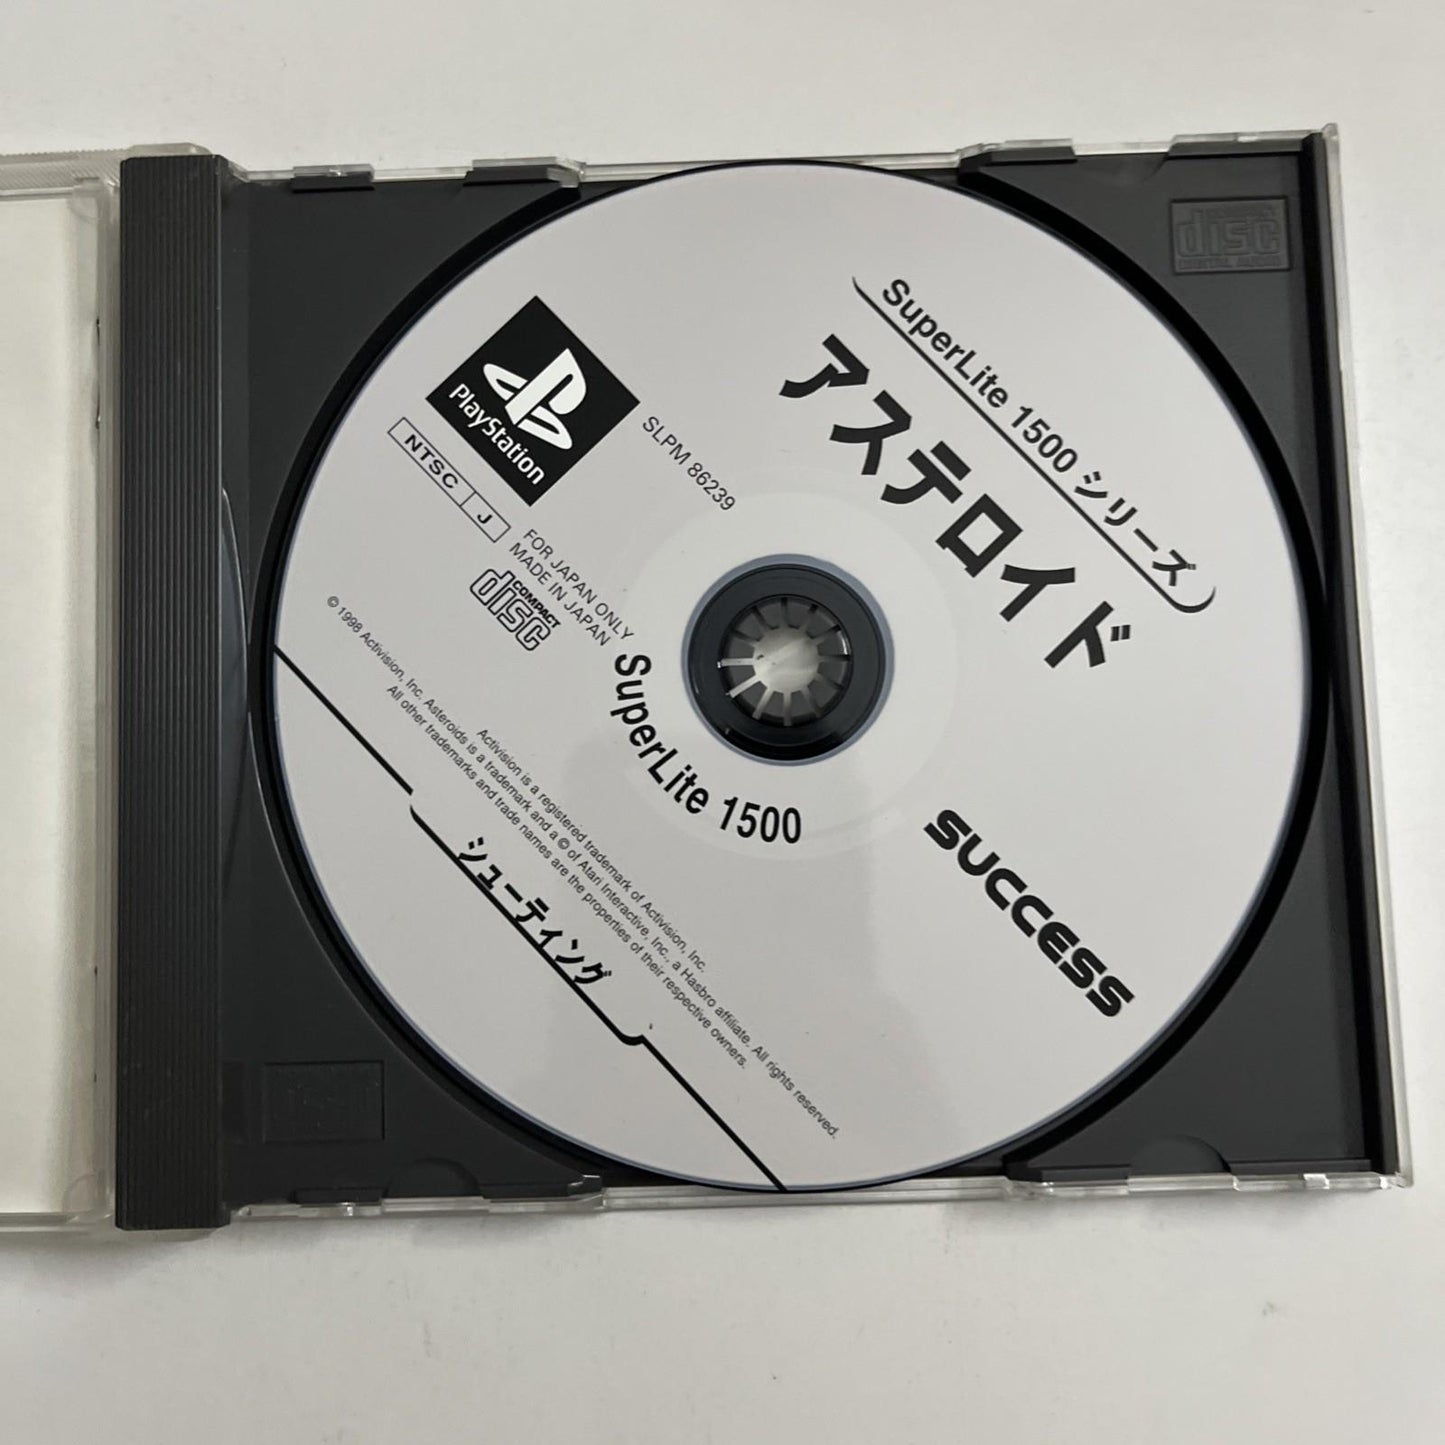 SuperLite 1500 シリーズ
アステロイド
PlayStation
NTSC J
SLPM 86239
FOR JAPAN ONLY
MADE IN JAPAN
COMPACT
disc
SuperLite 1500
SUCCESS
© 1998 Activision, Inc. Asteroids is a trademark and a © of Atari Interactive, Inc., a Hasbro affiliate. All rights reserved.
Activision is a registered trademark of Activision, Inc.
All other trademarks and trade names are the properties of their respective owners.
シューティング
disc
DIGITAL AUDIO